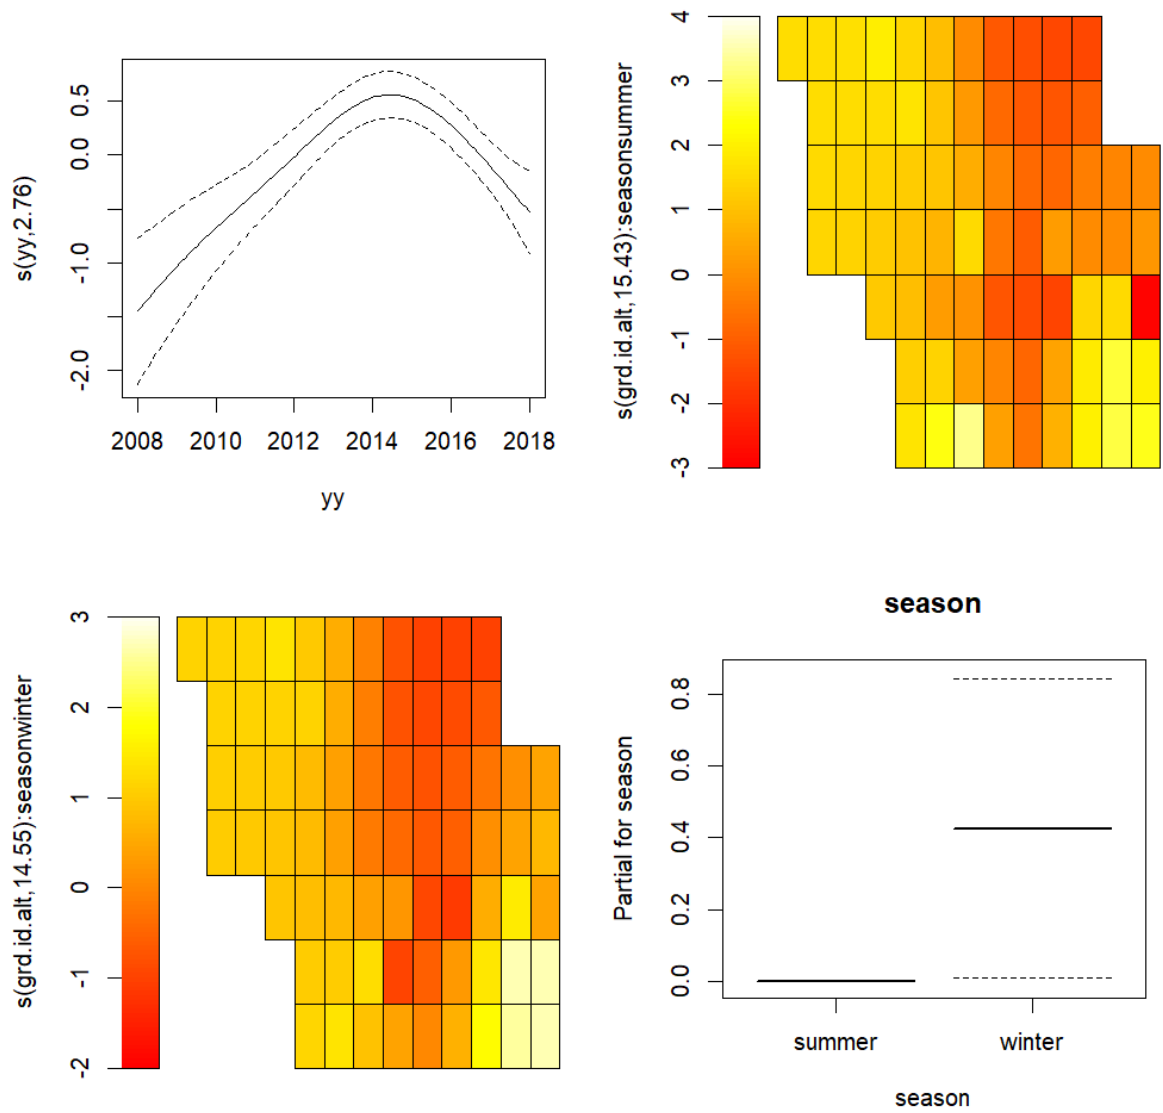 s(yy,2.76)
0.5
0.0
-1.0
-2.0
2008 2010 2012 2014 2016 2018
yy
s(grd.id.alt,15.43):seasonsummer
4
3
2
1
0
-1
-2
-3
s(grd.id.alt,14.55):seasonwinter
3
2
1
0
-1
-2
season
Partial for season
0.8
0.6
0.4
0.2
0.0
summer winter
season